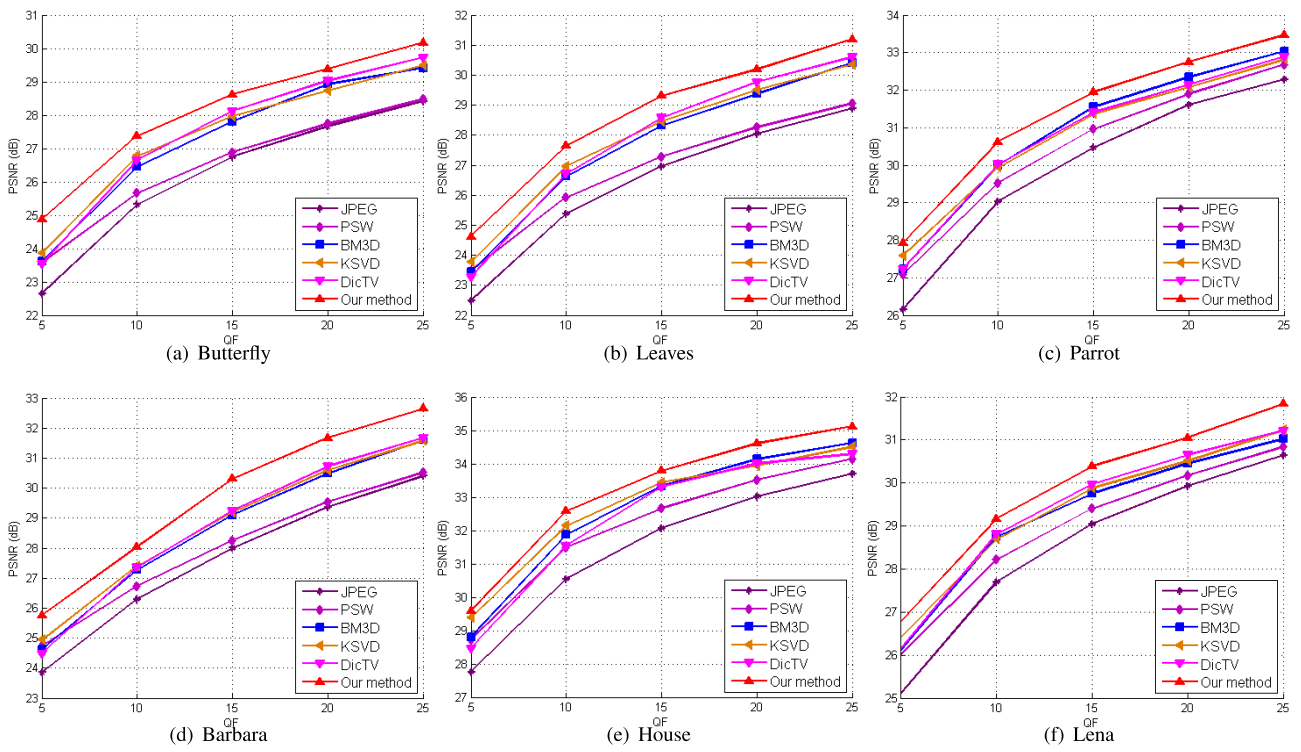 31
30
29
28
27
26
25
24
23
22
PSNR (dB)
5
10
15
20
25
QF
JPEG
PSW
BM3D
KSVD
DicTV
Our method
(a) Butterfly
32
31
30
29
28
27
26
25
24
23
22
PSNR (dB)
5
10
15
20
25
QF
JPEG
PSW
BM3D
KSVD
DicTV
Our method
(b) Leaves
34
33
32
31
30
29
28
27
26
PSNR (dB)
5
10
15
20
25
QF
JPEG
PSW
BM3D
KSVD
DicTV
Our method
(c) Parrot
33
32
31
30
29
28
27
26
25
24
23
PSNR (dB)
5
10
15
20
25
QF
JPEG
PSW
BM3D
KSVD
DicTV
Our method
(d) Barbara
36
35
34
33
32
31
30
29
28
27
PSNR (dB)
5
10
15
20
25
QF
JPEG
PSW
BM3D
KSVD
DicTV
Our method
(e) House
32
31
30
29
28
27
26
25
PSNR (dB)
5
10
15
20
25
QF
JPEG
PSW
BM3D
KSVD
DicTV
Our method
(f) Lena